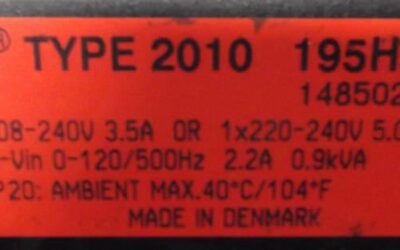 ® TYPE 2010 195H
148502
08-240V 3.5A OR 1x220-240V 5.0
-Vin 0-120/500Hz 2.2A 0.9kVA
P20: AMBIENT MAX.40°C/104°F
MADE IN DENMARK